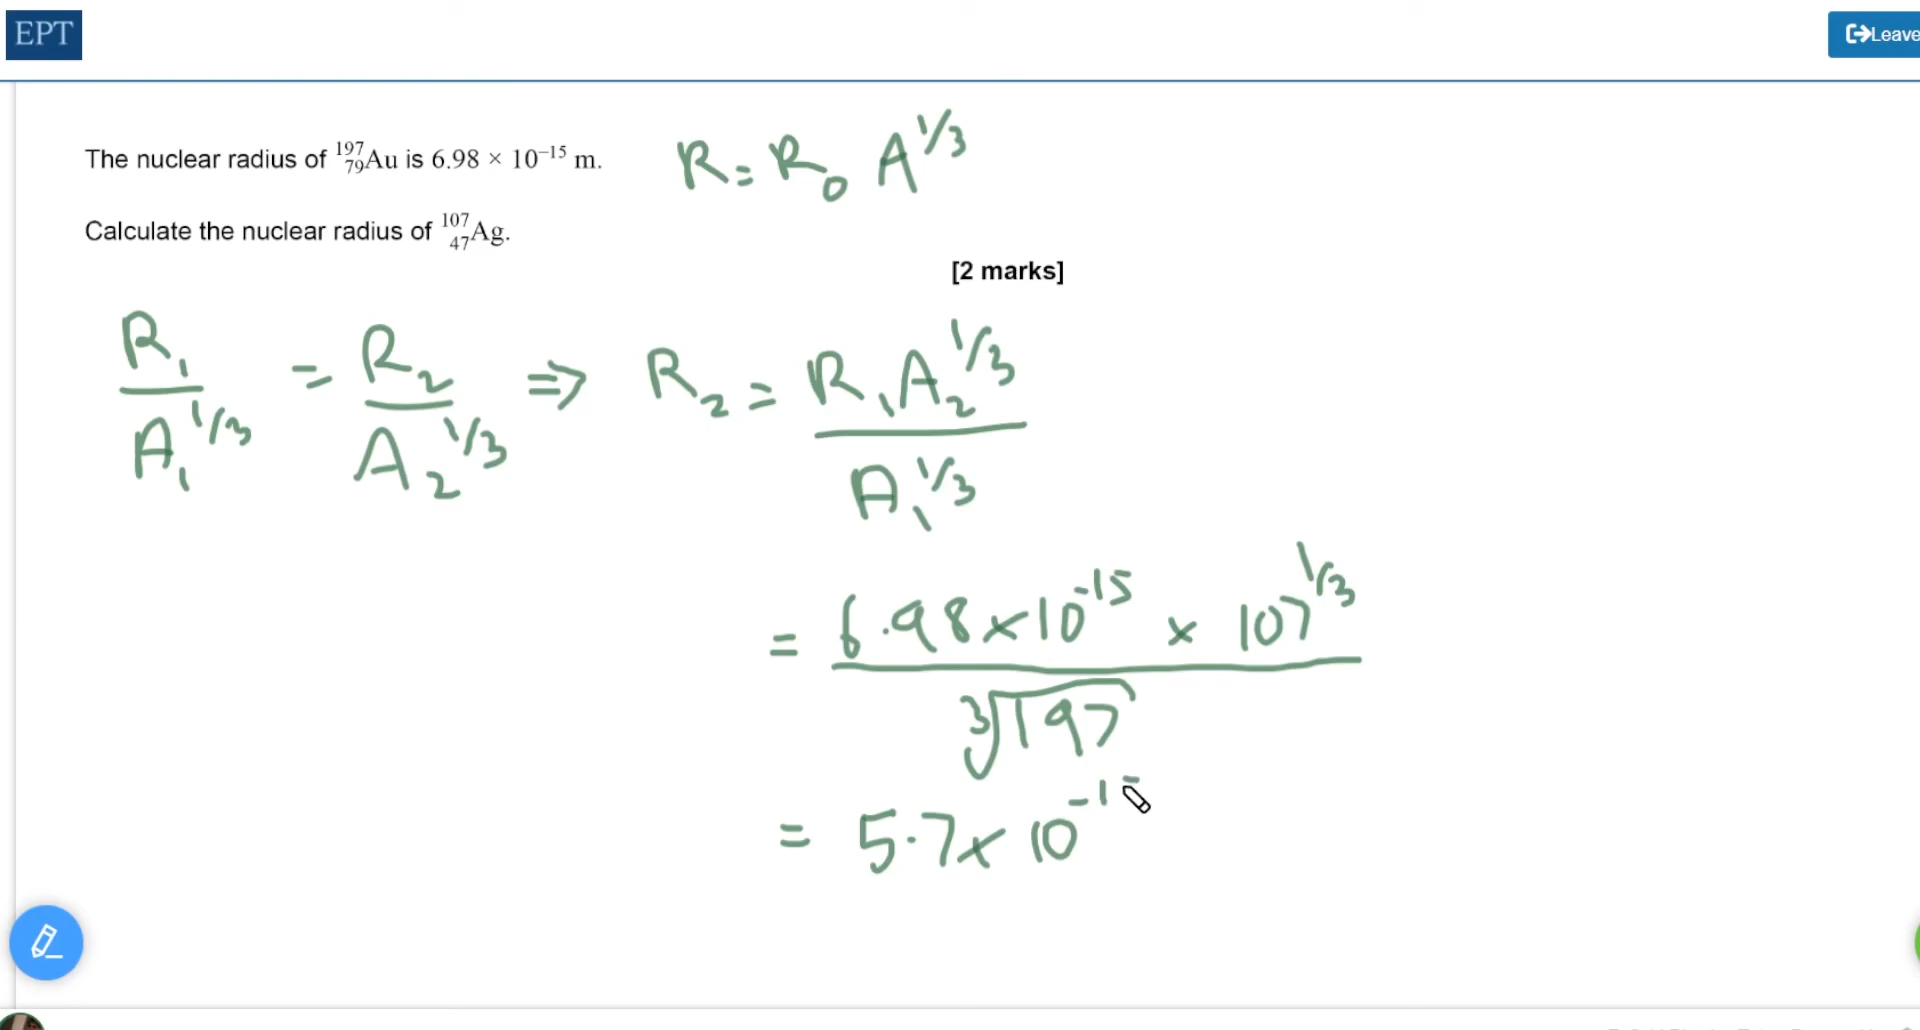 EPT
Leave
The nuclear radius of ¹⁹⁷₇₉Au is 6.98 × 10⁻¹⁵ m.
R = R₀ A^1/3
Calculate the nuclear radius of ¹⁰⁷₄₇Ag.
[2 marks]
R₁/A₁^1/3 = R₂/A₂^1/3 ⇒ R₂ = R₁A₂^1/3/A₁^1/3
= 6.98×10⁻¹⁵ × 107^1/3/∛197
= 5.7×10⁻¹